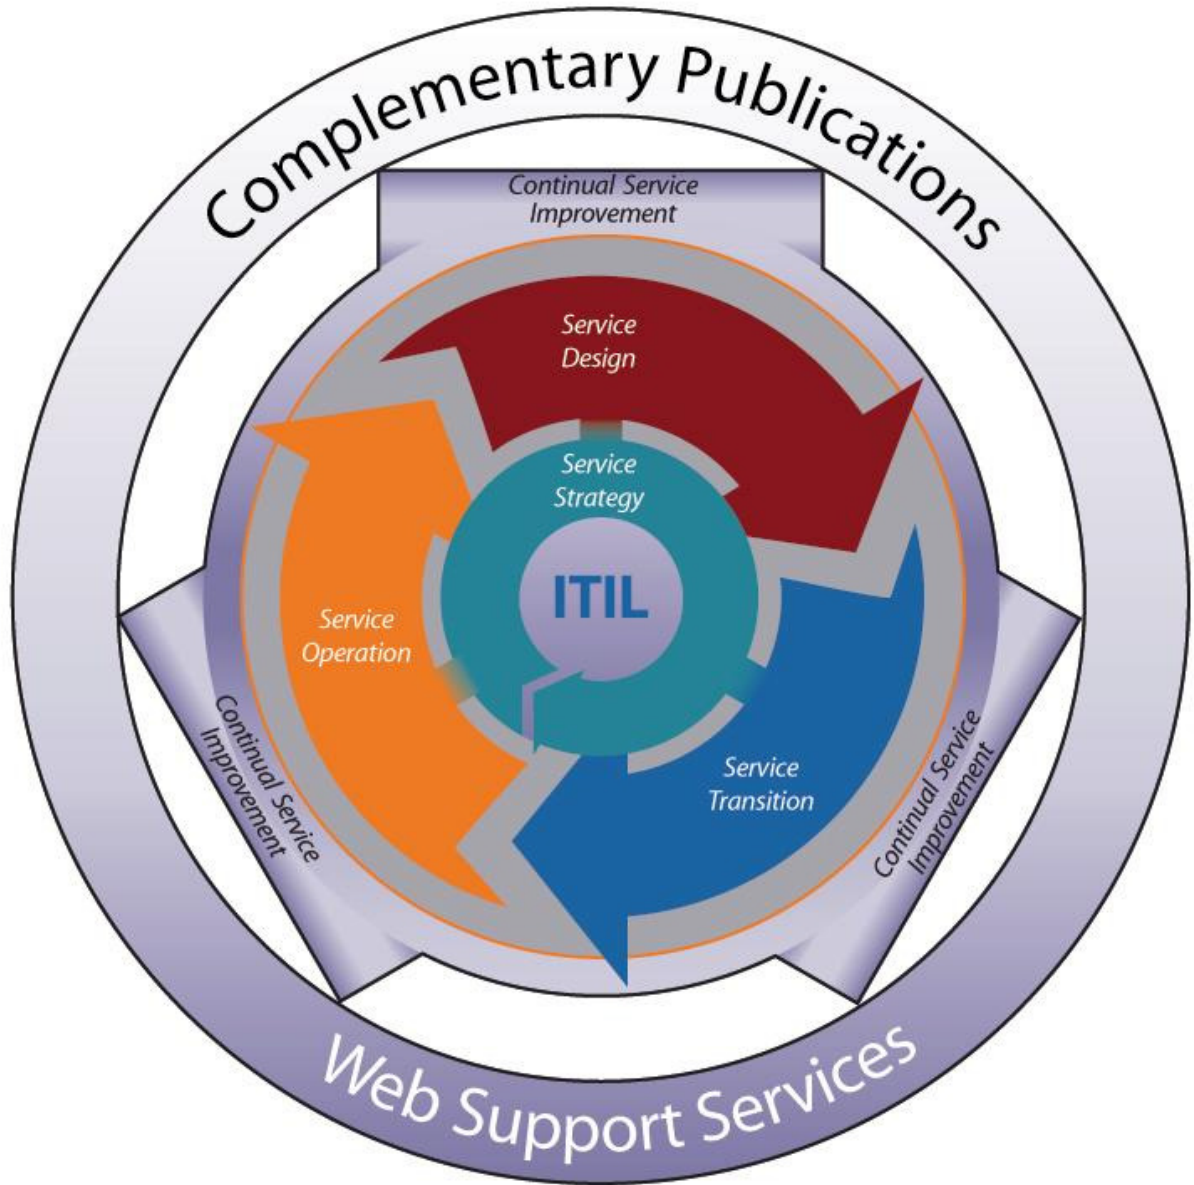 Complementary Publications
Continual Service
Improvement
Service
Design
Service
Strategy
ITIL
Service
Operation
Service
Transition
Continual Service
Improvement
Continual Service
Improvement
Web Support Services